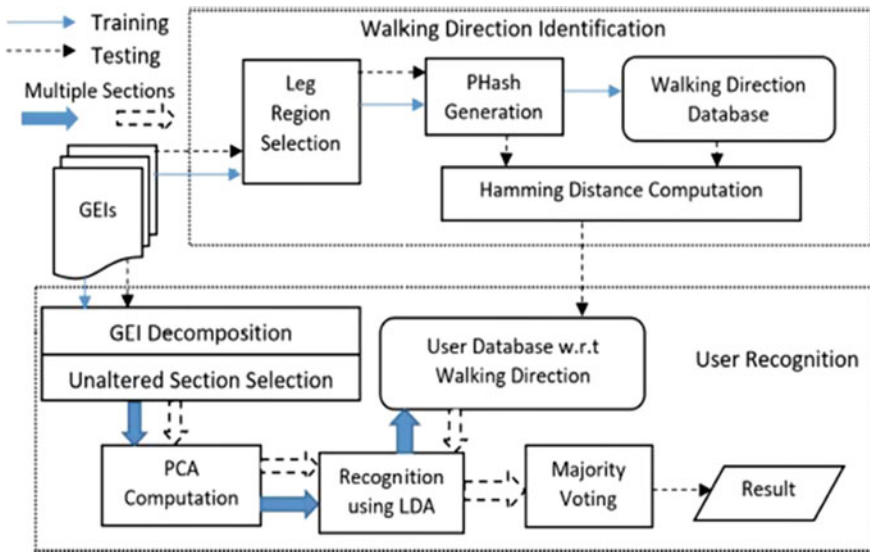 Training
Testing
Multiple Sections
Walking Direction Identification
Leg
Region
Selection
PHash
Generation
Walking Direction
Database
Hamming Distance Computation
GEIs
GEI Decomposition
Unaltered Section Selection
User Database w.r.t
Walking Direction
User Recognition
PCA
Computation
Recognition
using LDA
Majority
Voting
Result